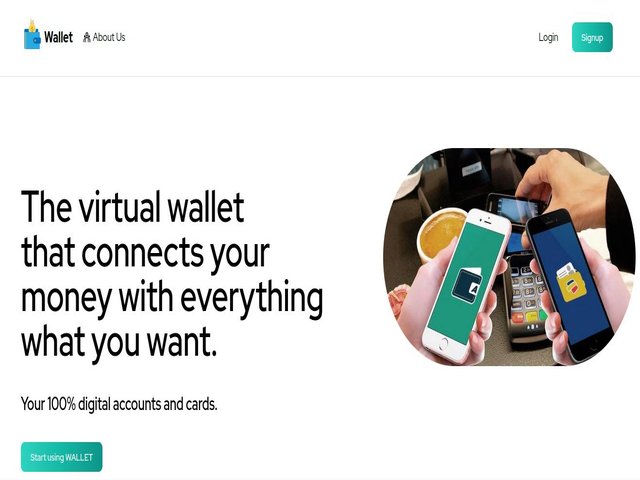 Wallet
About Us
Login
Signup
The virtual wallet
that connects your
money with everything
what you want.
Your 100% digital accounts and cards.
Start using WALLET